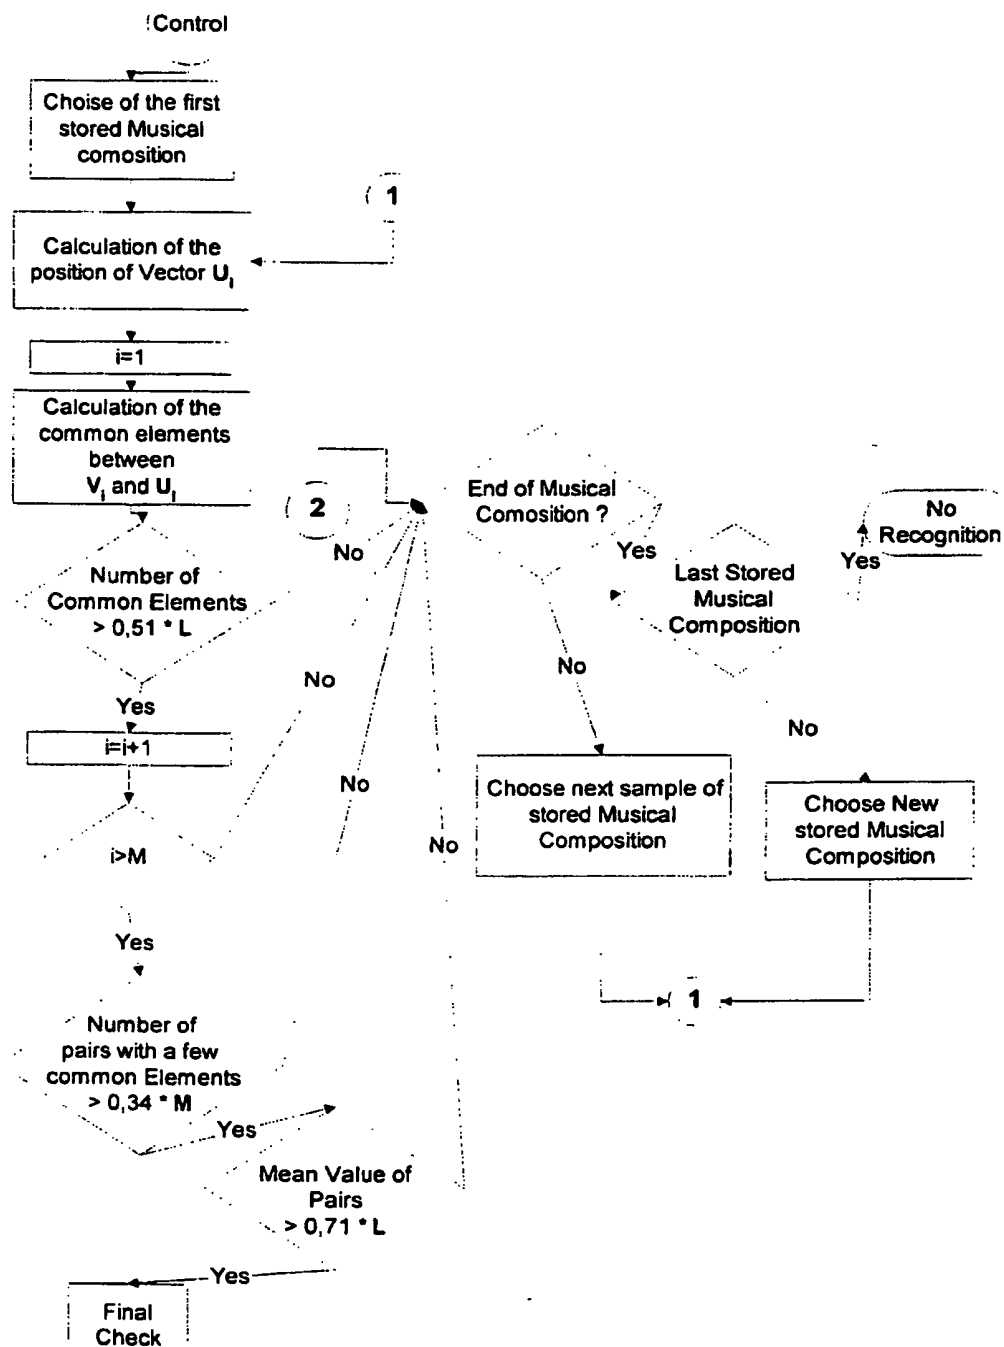 Control
Choise of the first
stored Musical
comosition
1
Calculation of the
position of Vector Ui
i=1
Calculation of the
common elements
between
Vi and Ui
2
No
Number of
Common Elements
> 0,51 * L
Yes
No
i=i+1
No
i>M
No
Yes
Number of
pairs with a few
common Elements
> 0,34 * M
Yes
Mean Value of
Pairs
> 0,71 * L
Yes
Final
Check
End of Musical
Comosition ?
Yes
No
Last Stored
Musical
Composition
Yes
No
Recognition
No
Choose next sample of
stored Musical
Composition
Choose New
stored Musical
Composition
1